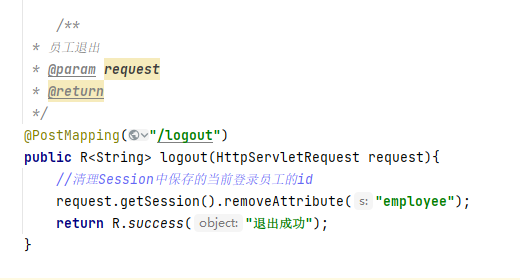 /**
* 员工退出
* @param request
* @return
*/
@PostMapping("/logout")
public R<String> logout(HttpServletRequest request){
//清理Session中保存的当前登录员工的id
request.getSession().removeAttribute( s: "employee");
return R.success( object: "退出成功");
}